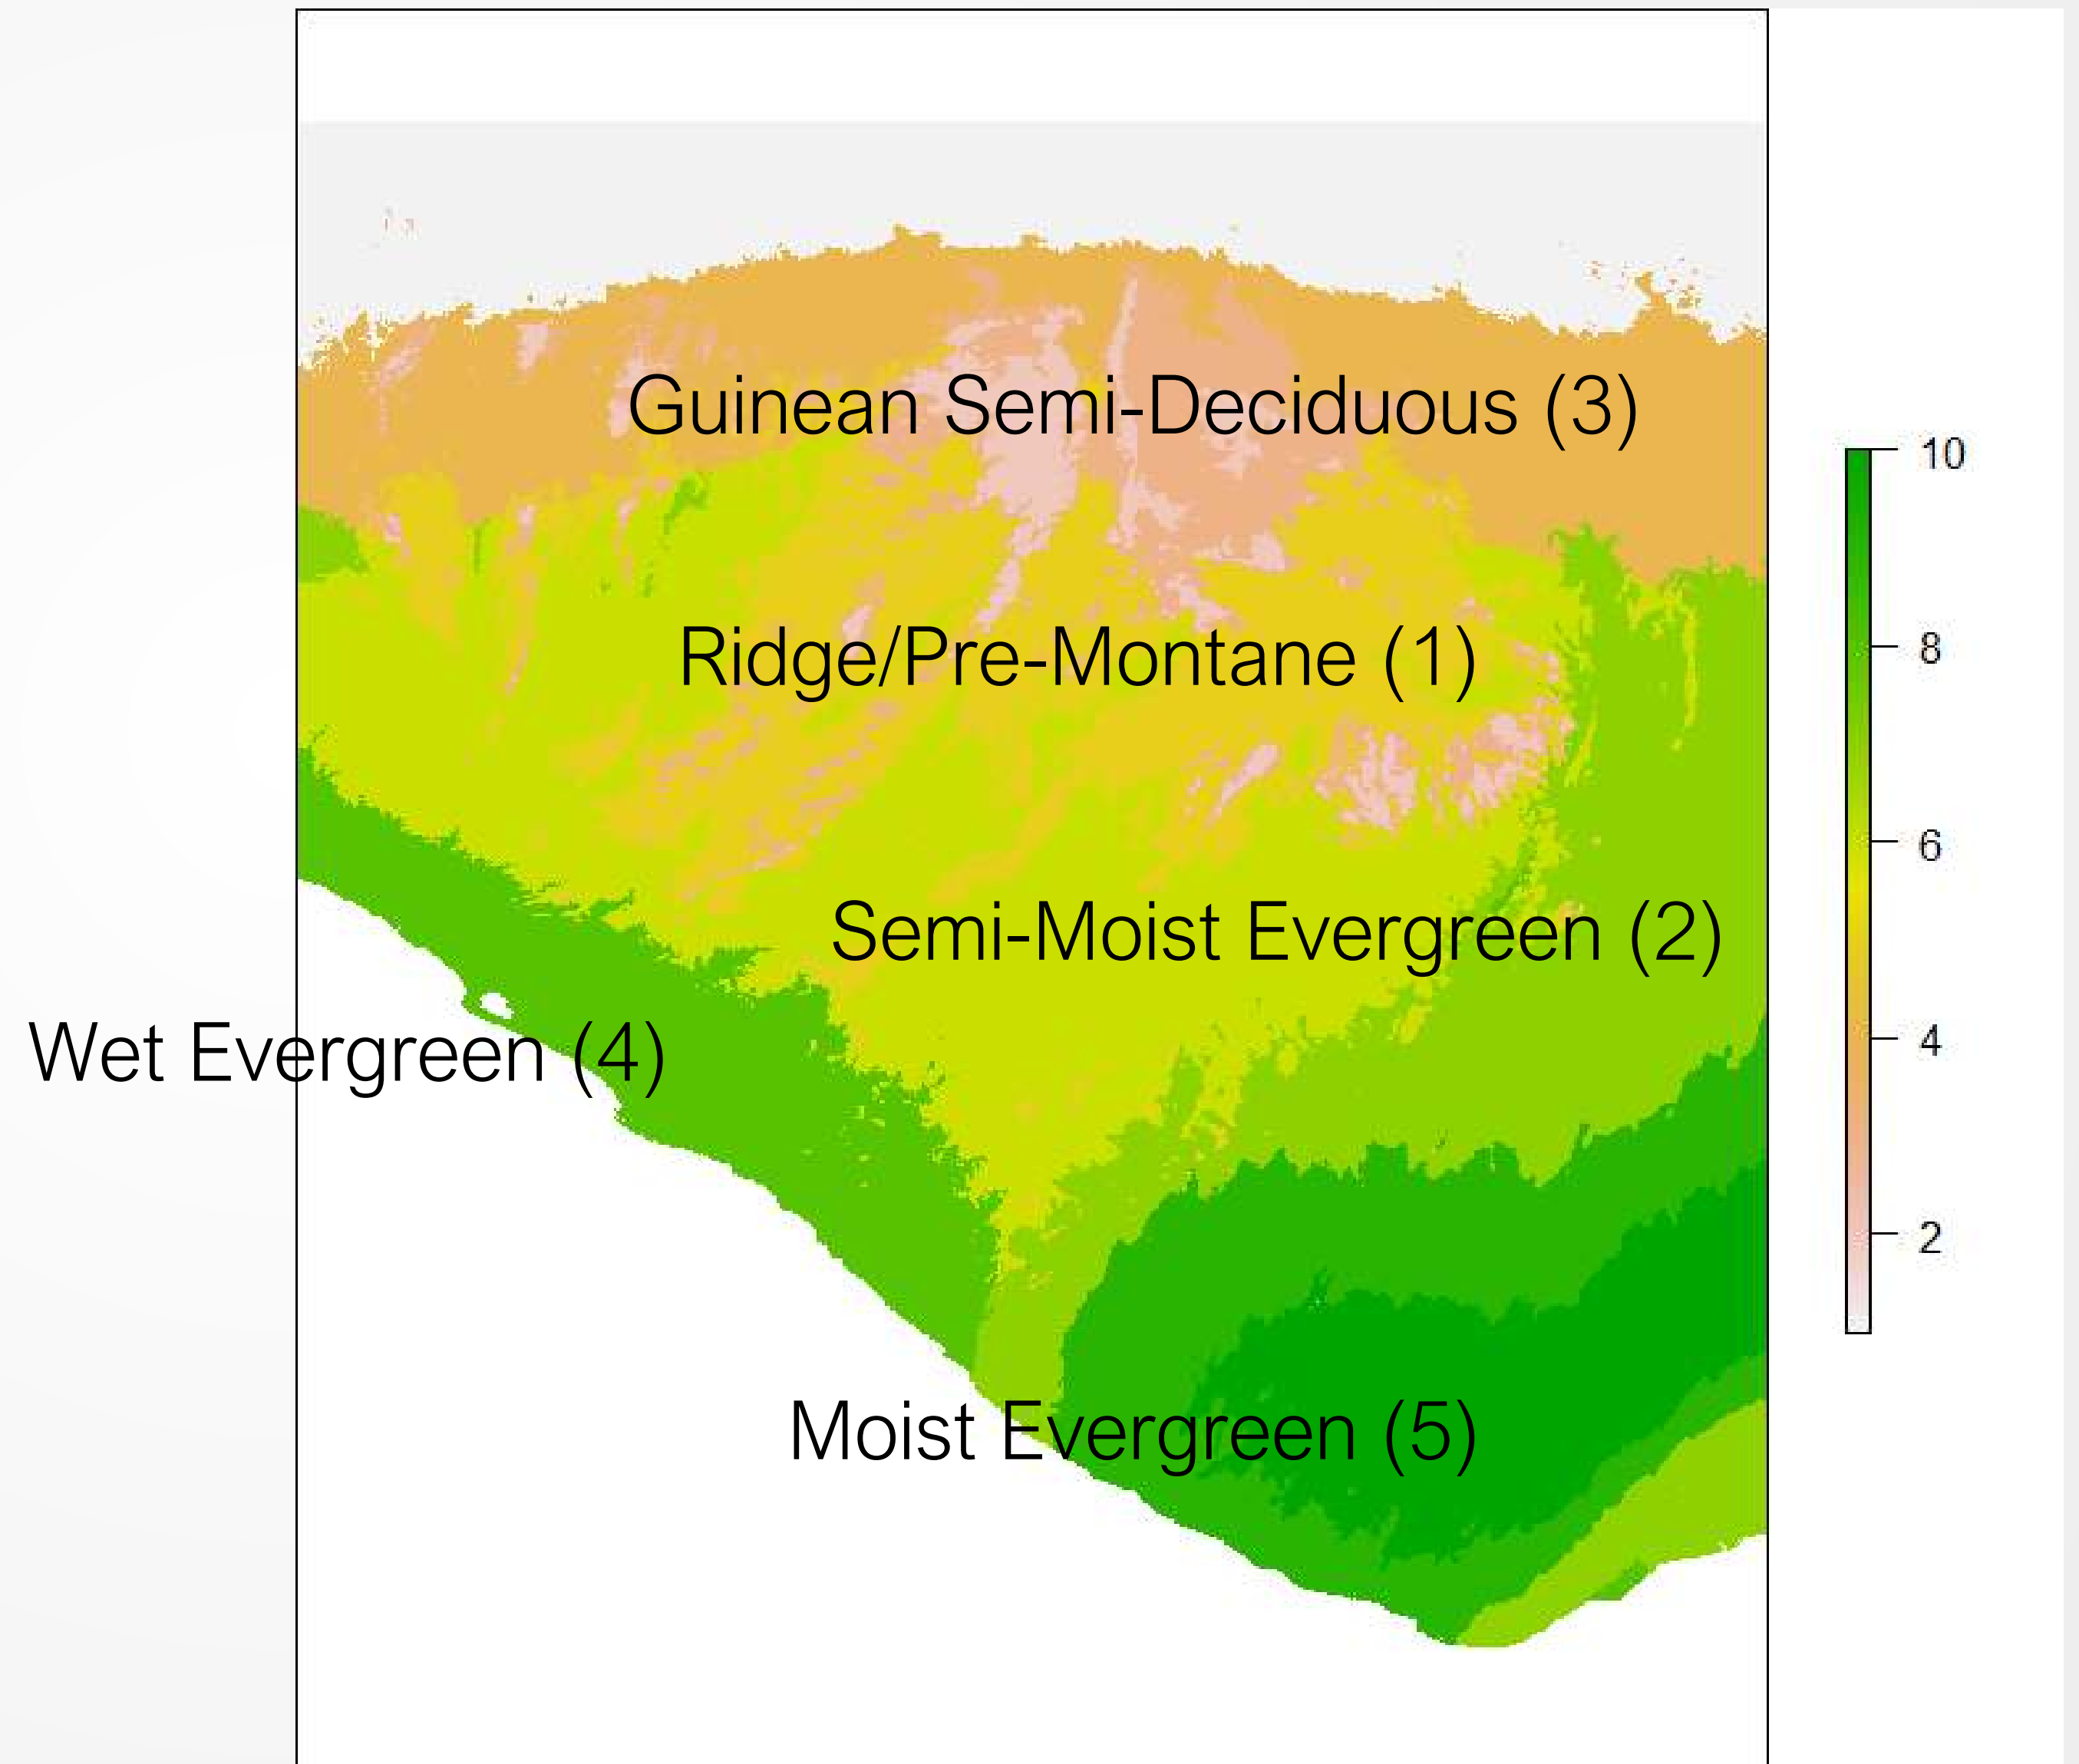 Guinean Semi-Deciduous (3)
10
Ridge/Pre-Montane (1)
8
6
Semi-Moist Evergreen (2)
Wet Evergreen (4)
4
2
Moist Evergreen (5)